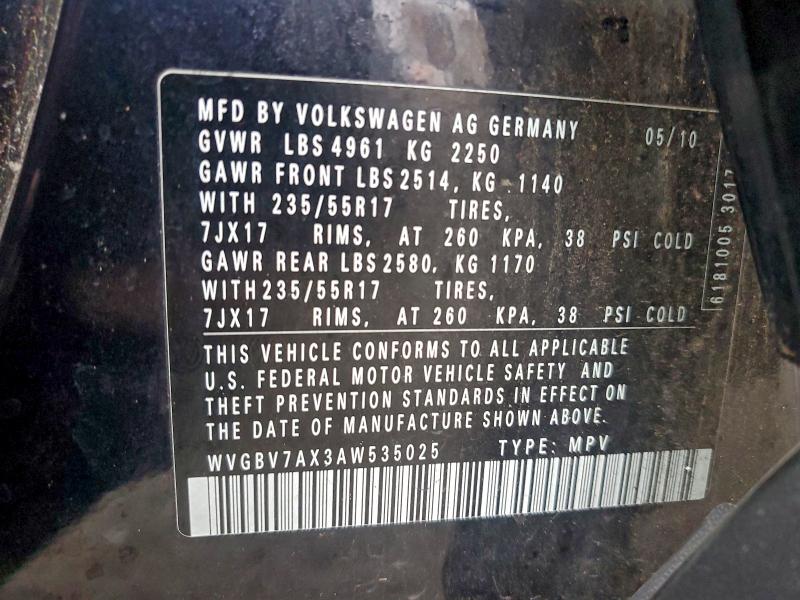 MFD BY VOLKSWAGEN AG GERMANY 05/10
GVWR LBS 4961 KG 2250
GAWR FRONT LBS 2514, KG 1140
WITH 235/55R17 TIRES,
7JX17 RIMS, AT 260 KPA, 38 PSI COLD
GAWR REAR LBS 2580, KG 1170
WITH 235/55R17 TIRES,
7JX17 RIMS, AT 260 KPA, 38 PSI COLD
THIS VEHICLE CONFORMS TO ALL APPLICABLE
U.S. FEDERAL MOTOR VEHICLE SAFETY AND
THEFT PREVENTION STANDARDS IN EFFECT ON
THE DATE OF MANUFACTURE SHOWN ABOVE.
WVGBV7AX3AW535025 TYPE: MPV
6181005 3017